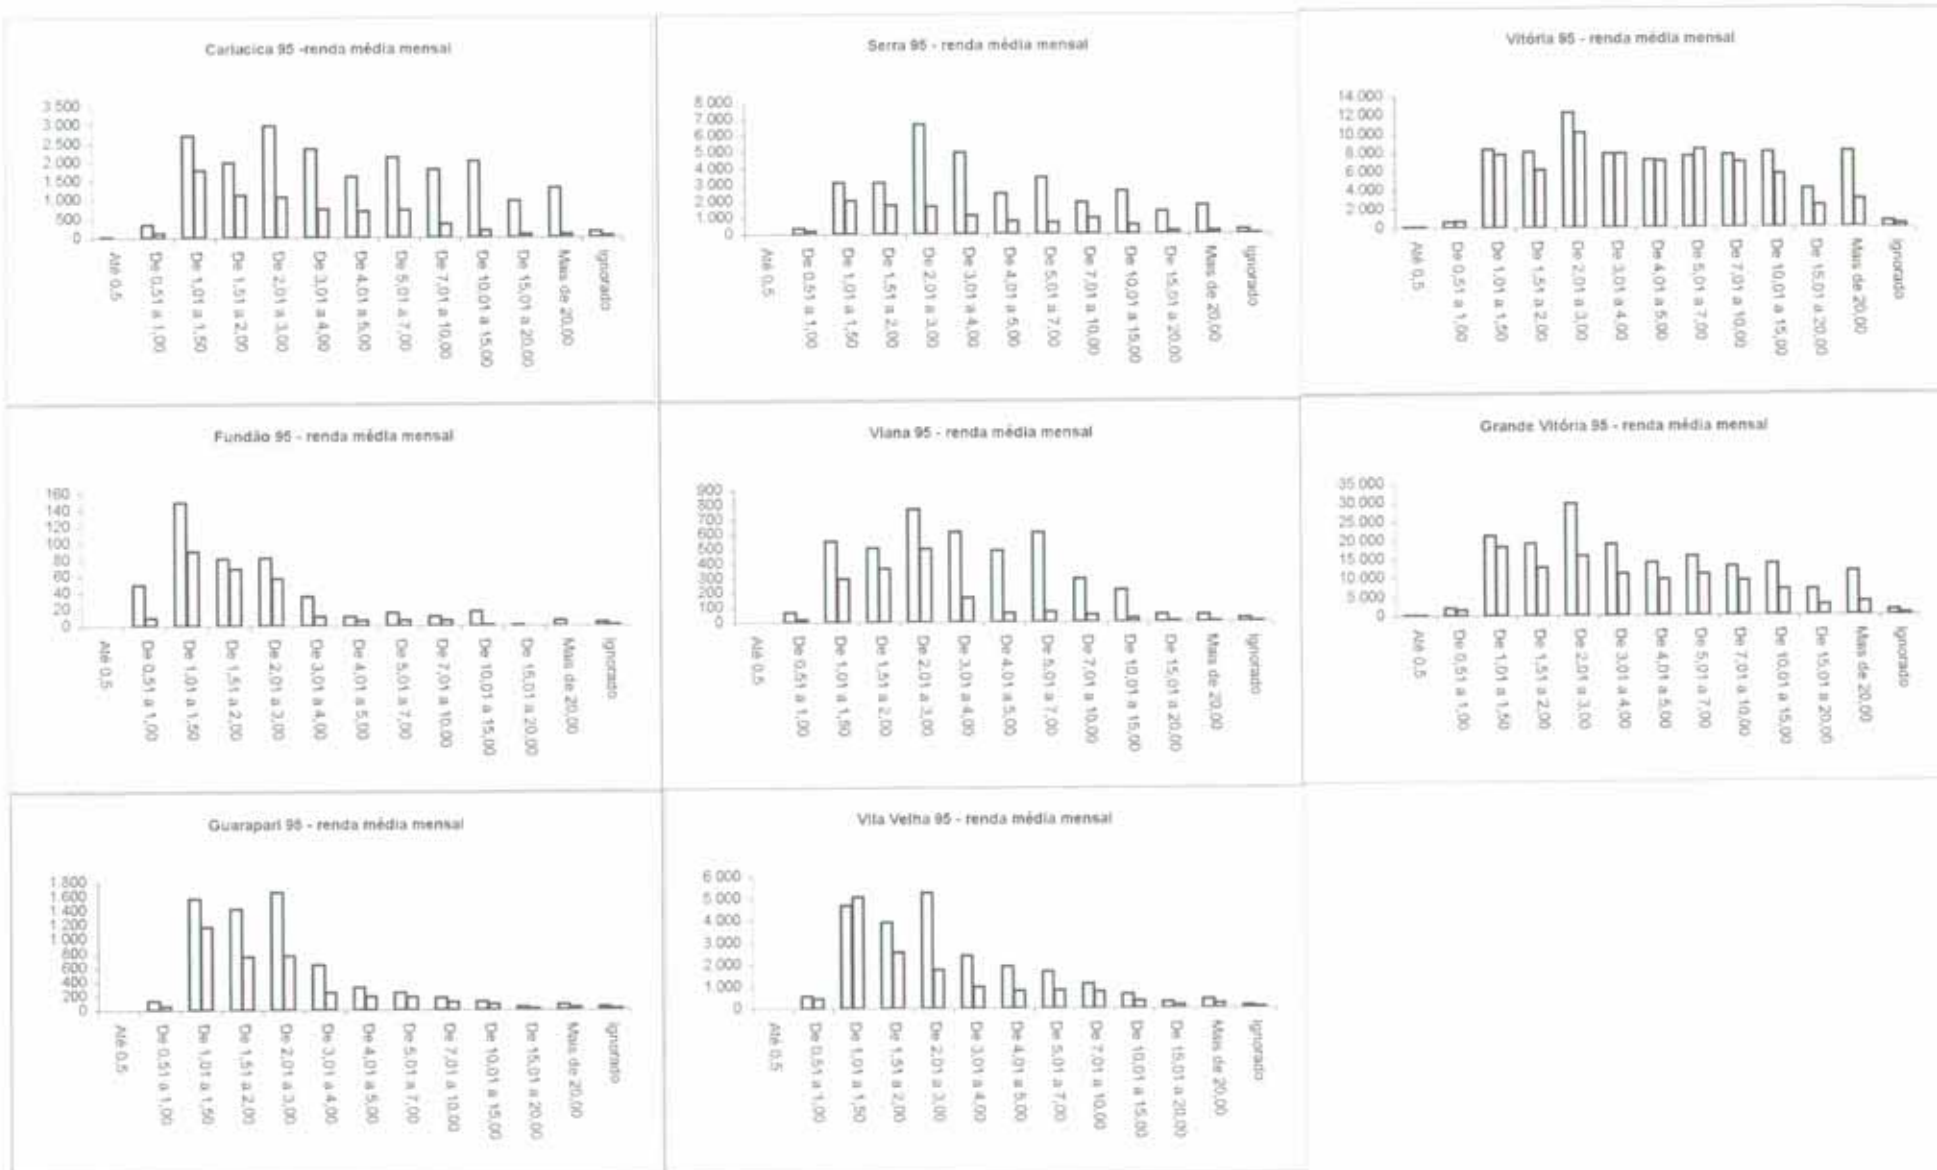 Cariacica 95 -renda média mensal
3 500
3 000
2 500
2 000
1 500
1 000
500
0
Até 0,5
De 0,51 a 1,00
De 1,01 a 1,50
De 1,51 a 2,00
De 2,01 a 3,00
De 3,01 a 4,00
De 4,01 a 5,00
De 5,01 a 7,00
De 7,01 a 10,00
De 10,01 a 15,00
De 15,01 a 20,00
Mais de 20,00
Ignorado
Serra 95 - renda média mensal
8 000
7 000
6 000
5 000
4 000
3 000
2 000
1 000
0
Até 0,5
De 0,51 a 1,00
De 1,01 a 1,50
De 1,51 a 2,00
De 2,01 a 3,00
De 3,01 a 4,00
De 4,01 a 5,00
De 5,01 a 7,00
De 7,01 a 10,00
De 10,01 a 15,00
De 15,01 a 20,00
Mais de 20,00
Ignorado
Vitória 95 - renda média mensal
14 000
12 000
10 000
8 000
6 000
4 000
2 000
0
Até 0,5
De 0,51 a 1,00
De 1,01 a 1,50
De 1,51 a 2,00
De 2,01 a 3,00
De 3,01 a 4,00
De 4,01 a 5,00
De 5,01 a 7,00
De 7,01 a 10,00
De 10,01 a 15,00
De 15,01 a 20,00
Mais de 20,00
Ignorado
Fundão 95 - renda média mensal
160
140
120
100
80
60
40
20
0
Até 0,5
De 0,51 a 1,00
De 1,01 a 1,50
De 1,51 a 2,00
De 2,01 a 3,00
De 3,01 a 4,00
De 4,01 a 5,00
De 5,01 a 7,00
De 7,01 a 10,00
De 10,01 a 15,00
De 15,01 a 20,00
Mais de 20,00
Ignorado
Viana 95 - renda média mensal
900
800
700
600
500
400
300
200
100
0
Até 0,5
De 0,51 a 1,00
De 1,01 a 1,50
De 1,51 a 2,00
De 2,01 a 3,00
De 3,01 a 4,00
De 4,01 a 5,00
De 5,01 a 7,00
De 7,01 a 10,00
De 10,01 a 15,00
De 15,01 a 20,00
Mais de 20,00
Ignorado
Grande Vitória 95 - renda média mensal
35 000
30 000
25 000
20 000
15 000
10 000
5 000
0
Até 0,5
De 0,51 a 1,00
De 1,01 a 1,50
De 1,51 a 2,00
De 2,01 a 3,00
De 3,01 a 4,00
De 4,01 a 5,00
De 5,01 a 7,00
De 7,01 a 10,00
De 10,01 a 15,00
De 15,01 a 20,00
Mais de 20,00
Ignorado
Guarapari 95 - renda média mensal
1.800
1.600
1 400
1 200
1 000
800
600
400
200
0
Até 0,5
De 0,51 a 1,00
De 1,01 a 1,50
De 1,51 a 2,00
De 2,01 a 3,00
De 3,01 a 4,00
De 4,01 a 5,00
De 5,01 a 7,00
De 7,01 a 10,00
De 10,01 a 15,00
De 15,01 a 20,00
Mais de 20,00
Ignorado
Vila Velha 95 - renda média mensal
6 000
5 000
4 000
3 000
2 000
1 000
0
Até 0,5
De 0,51 a 1,00
De 1,01 a 1,50
De 1,51 a 2,00
De 2,01 a 3,00
De 3,01 a 4,00
De 4,01 a 5,00
De 5,01 a 7,00
De 7,01 a 10,00
De 10,01 a 15,00
De 15,01 a 20,00
Mais de 20,00
Ignorado